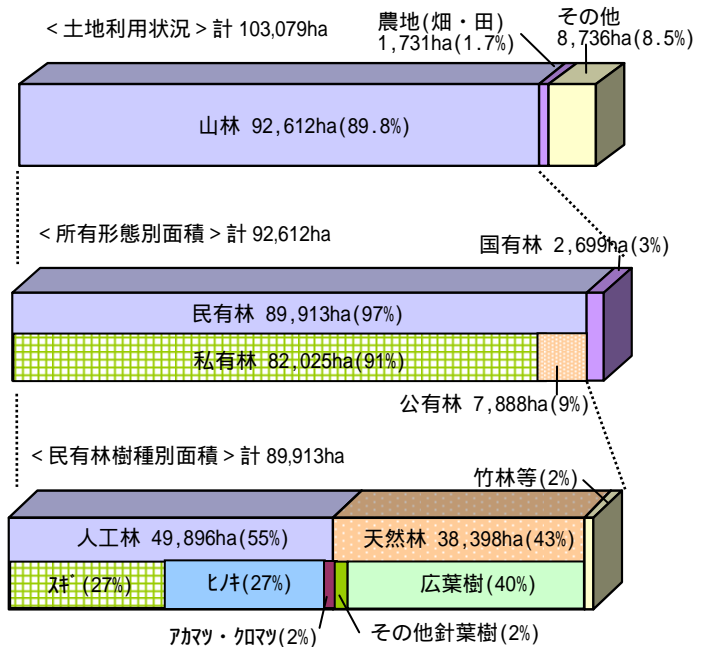 ＜土地利用状況＞計 103,079ha
農地(畑・田)
1,731ha(1.7%)
その他
8,736ha(8.5%)
山林 92,612ha(89.8%)
＜所有形態別面積＞計 92,612ha
国有林 2,699ha(3%)
民有林 89,913ha(97%)
私有林 82,025ha(91%)
公有林 7,888ha(9%)
＜民有林樹種別面積＞計 89,913ha
竹林等(2%)
人工林 49,896ha(55%)
天然林 38,398ha(43%)
ｽｷﾞ(27%)
ﾋﾉｷ(27%)
広葉樹(40%)
ｱｶﾏﾂ・ｸﾛﾏﾂ(2%)
その他針葉樹(2%)